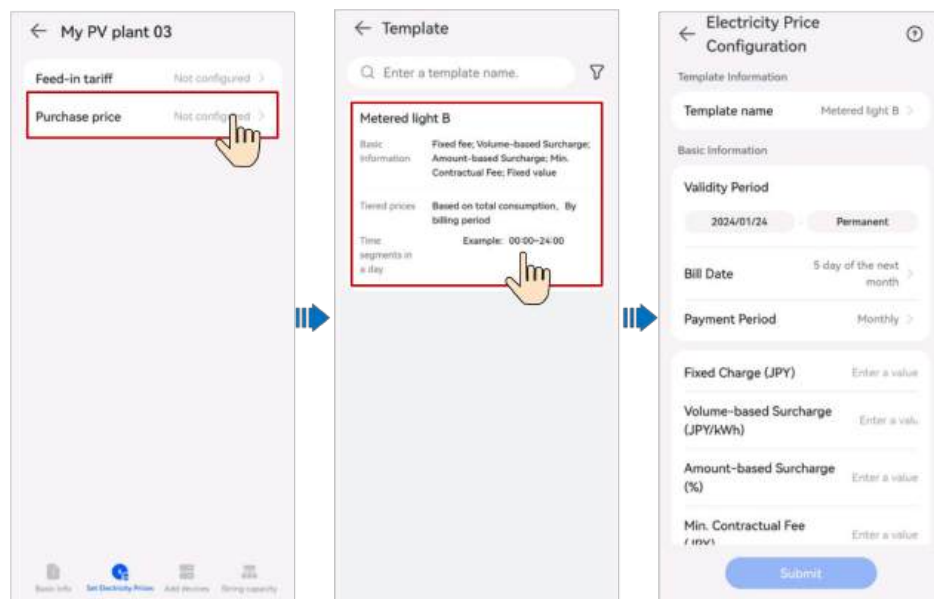 My PV plant 03
Feed-in tariff Not configured
Purchase price Not configured
Basic info Set Electricity Prices Add devices String capacity
Template
Enter a template name.
Metered light B
Basic Fixed fee; Volume-based Surcharge;
information Amount-based Surcharge; Min.
Contractual Fee; Fixed value
Tiered prices Based on total consumption, By
billing period
Time Example: 00:00~24:00
segments in
a day
Electricity Price
Configuration
Template Information
Template name Metered light B
Basic Information
Validity Period
2024/01/24 - Permanent
Bill Date 5 day of the next
month
Payment Period Monthly
Fixed Charge (JPY) Enter a value
Volume-based Surcharge
(JPY/kWh) Enter a valu
Amount-based Surcharge
(%) Enter a value
Min. Contractual Fee
(JPY) Enter a value
Submit